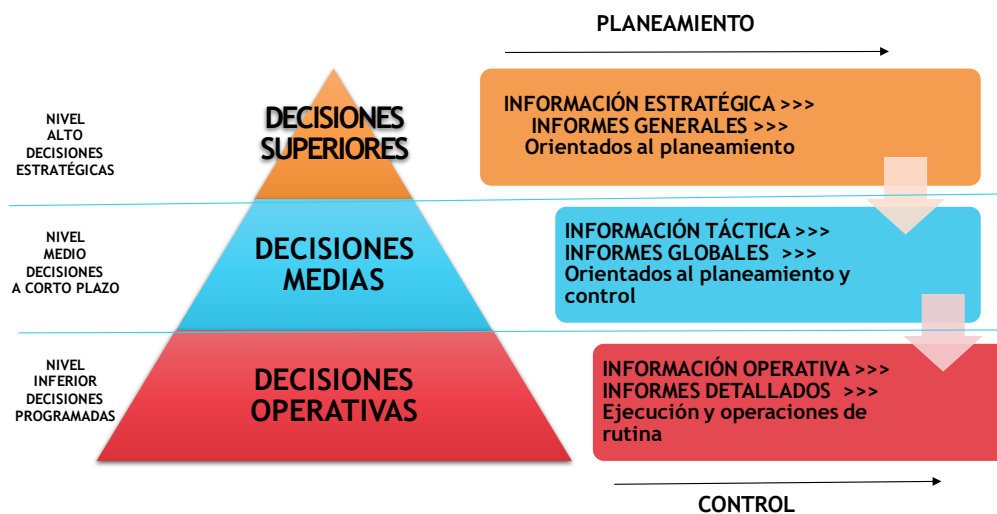 PLANEAMIENTO
NIVEL
ALTO
DECISIONES
ESTRATÉGICAS
DECISIONES
SUPERIORES
INFORMACIÓN ESTRATÉGICA >>>
INFORMES GENERALES >>>
Orientados al planeamiento
NIVEL
MEDIO
DECISIONES
A CORTO PLAZO
DECISIONES
MEDIAS
INFORMACIÓN TÁCTICA >>>
INFORMES GLOBALES >>>
Orientados al planeamiento y
control
NIVEL
INFERIOR
DECISIONES
PROGRAMADAS
DECISIONES
OPERATIVAS
INFORMACIÓN OPERATIVA >>>
INFORMES DETALLADOS >>>
Ejecución y operaciones de
rutina
CONTROL